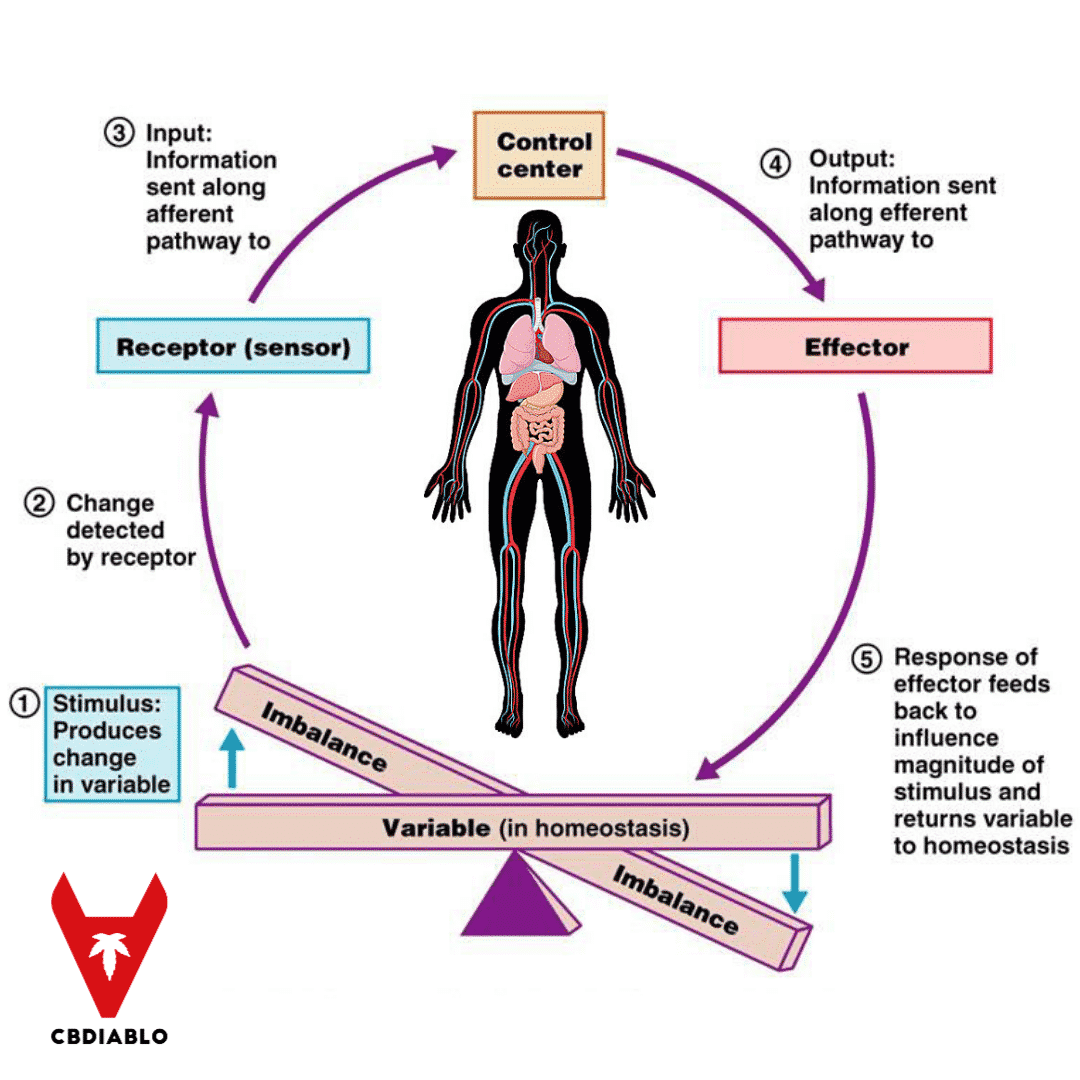 ③ Input:
Information
sent along
afferent
pathway to
Control
center
④ Output:
Information sent
along efferent
pathway to
Receptor (sensor)
Effector
② Change
detected
by receptor
① Stimulus:
Produces
change
in variable
Imbalance
Variable (in homeostasis)
Imbalance
⑤ Response of
effector feeds
back to
influence
magnitude of
stimulus and
returns variable
to homeostasis
CBDIABLO